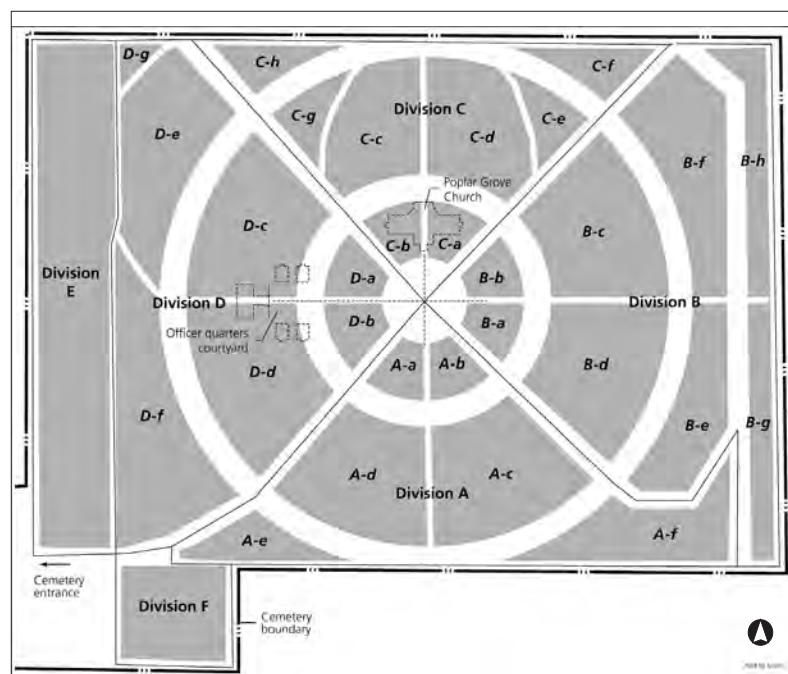 D-g
C-h
C-f
C-g
Division C
C-e
D-e
C-c
C-d
B-f
B-h
Poplar Grove
Church
D-c
C-b
C-a
B-c
Division
E
D-a
B-b
Division D
Division B
Officer quarters
courtyard
D-b
B-a
A-a
A-b
D-d
B-d
D-f
B-e
B-g
A-d
A-c
Division A
A-e
A-f
Cemetery
entrance
Division F
Cemetery
boundary